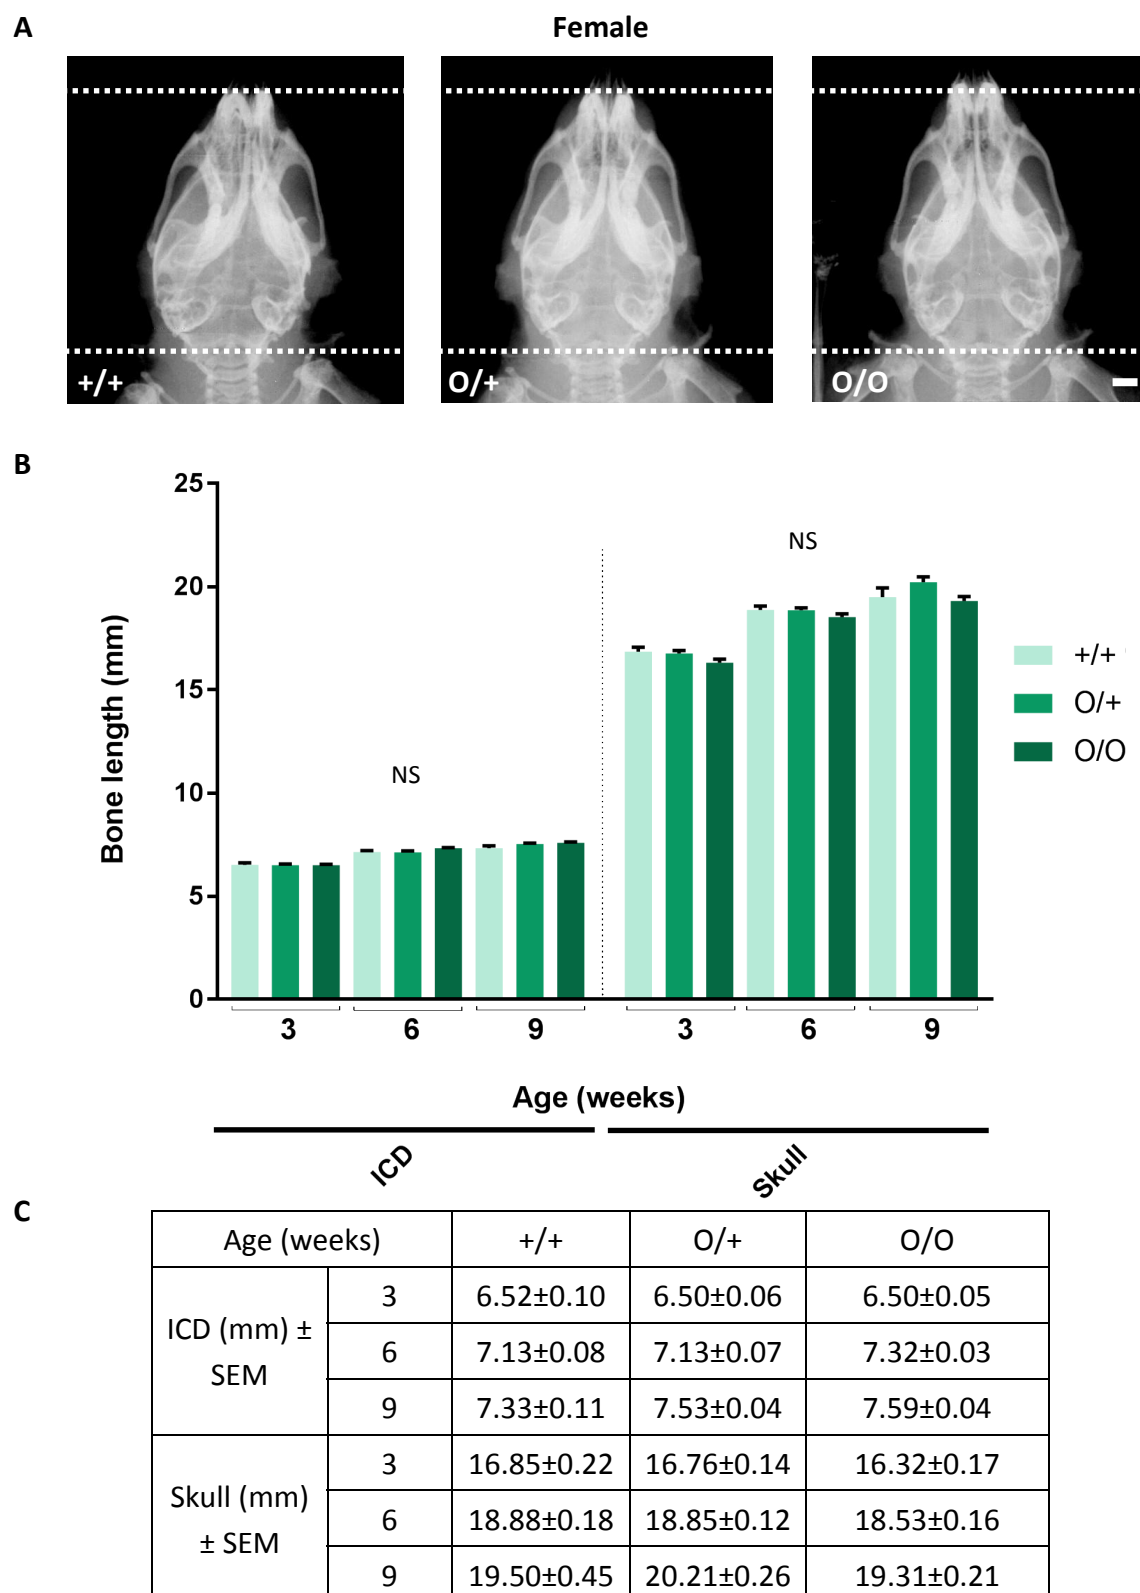 A
Female
+/+
O/+
O/O
B
25
20
15
10
5
0
Bone length (mm)
NS
NS
+/+
O/+
O/O
3 6 9 3 6 9
Age (weeks)
ICD
Skull
C
Age (weeks) +/+ O/+ O/O
ICD (mm) ±
SEM
3 6.52±0.10 6.50±0.06 6.50±0.05
6 7.13±0.08 7.13±0.07 7.32±0.03
9 7.33±0.11 7.53±0.04 7.59±0.04
Skull (mm)
± SEM
3 16.85±0.22 16.76±0.14 16.32±0.17
6 18.88±0.18 18.85±0.12 18.53±0.16
9 19.50±0.45 20.21±0.26 19.31±0.21